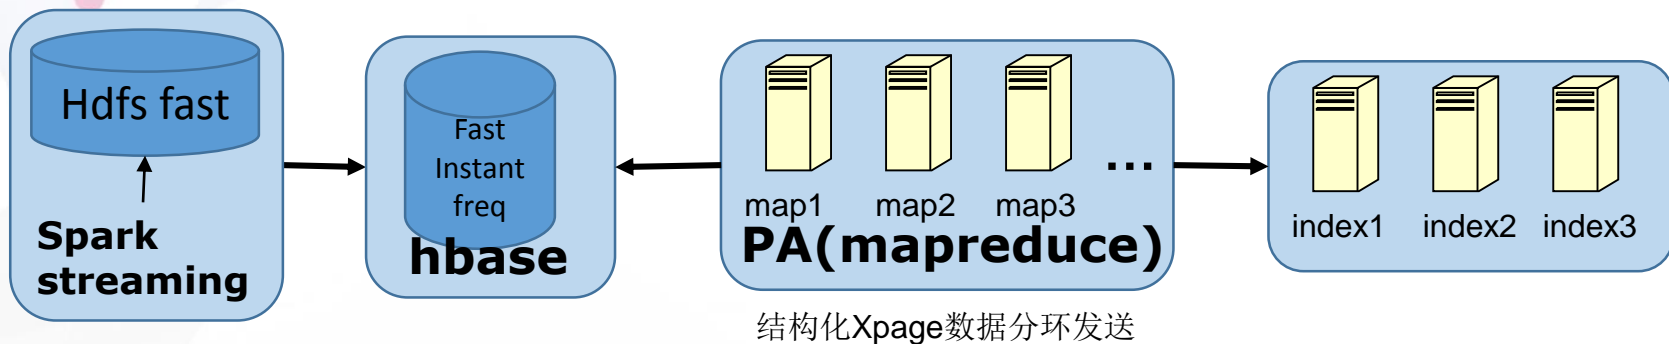 Hdfs fast
Spark
streaming
Fast
Instant
freq
hbase
map1 map2 map3 ...
PA(mapreduce)
结构化Xpage数据分环发送
index1 index2 index3